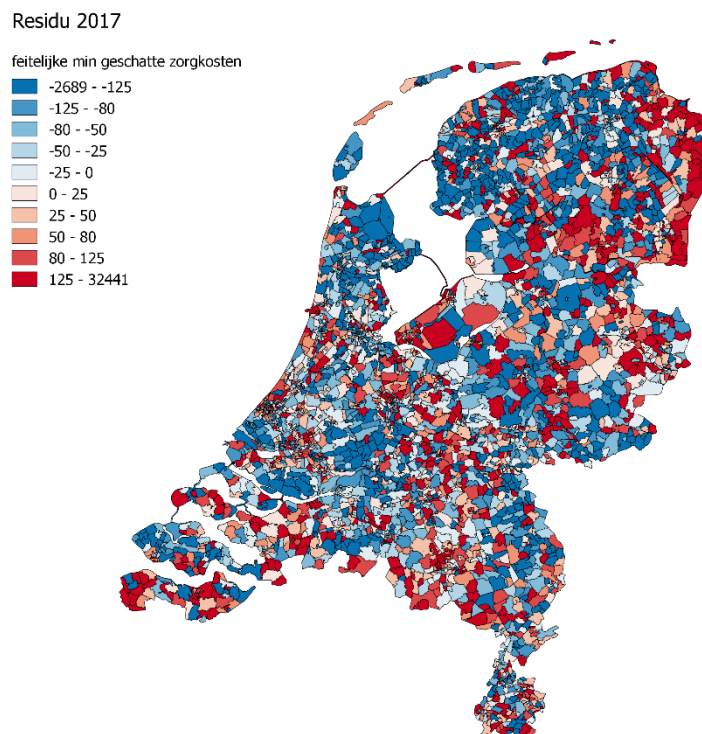 Residu 2017
feitelijke min geschatte zorgkosten
-2689 - -125
-125 - -80
-80 - -50
-50 - -25
-25 - 0
0 - 25
25 - 50
50 - 80
80 - 125
125 - 32441